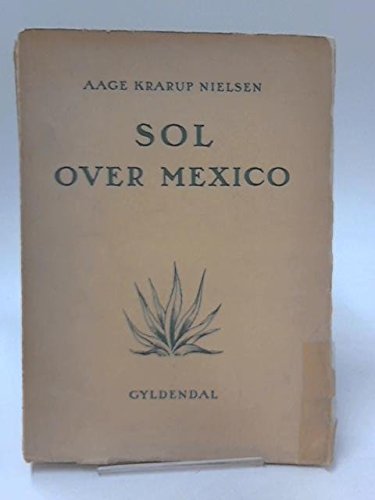 AAGE KRARUP NIELSEN
SOL
OVER MEXICO
GYLDENDAL